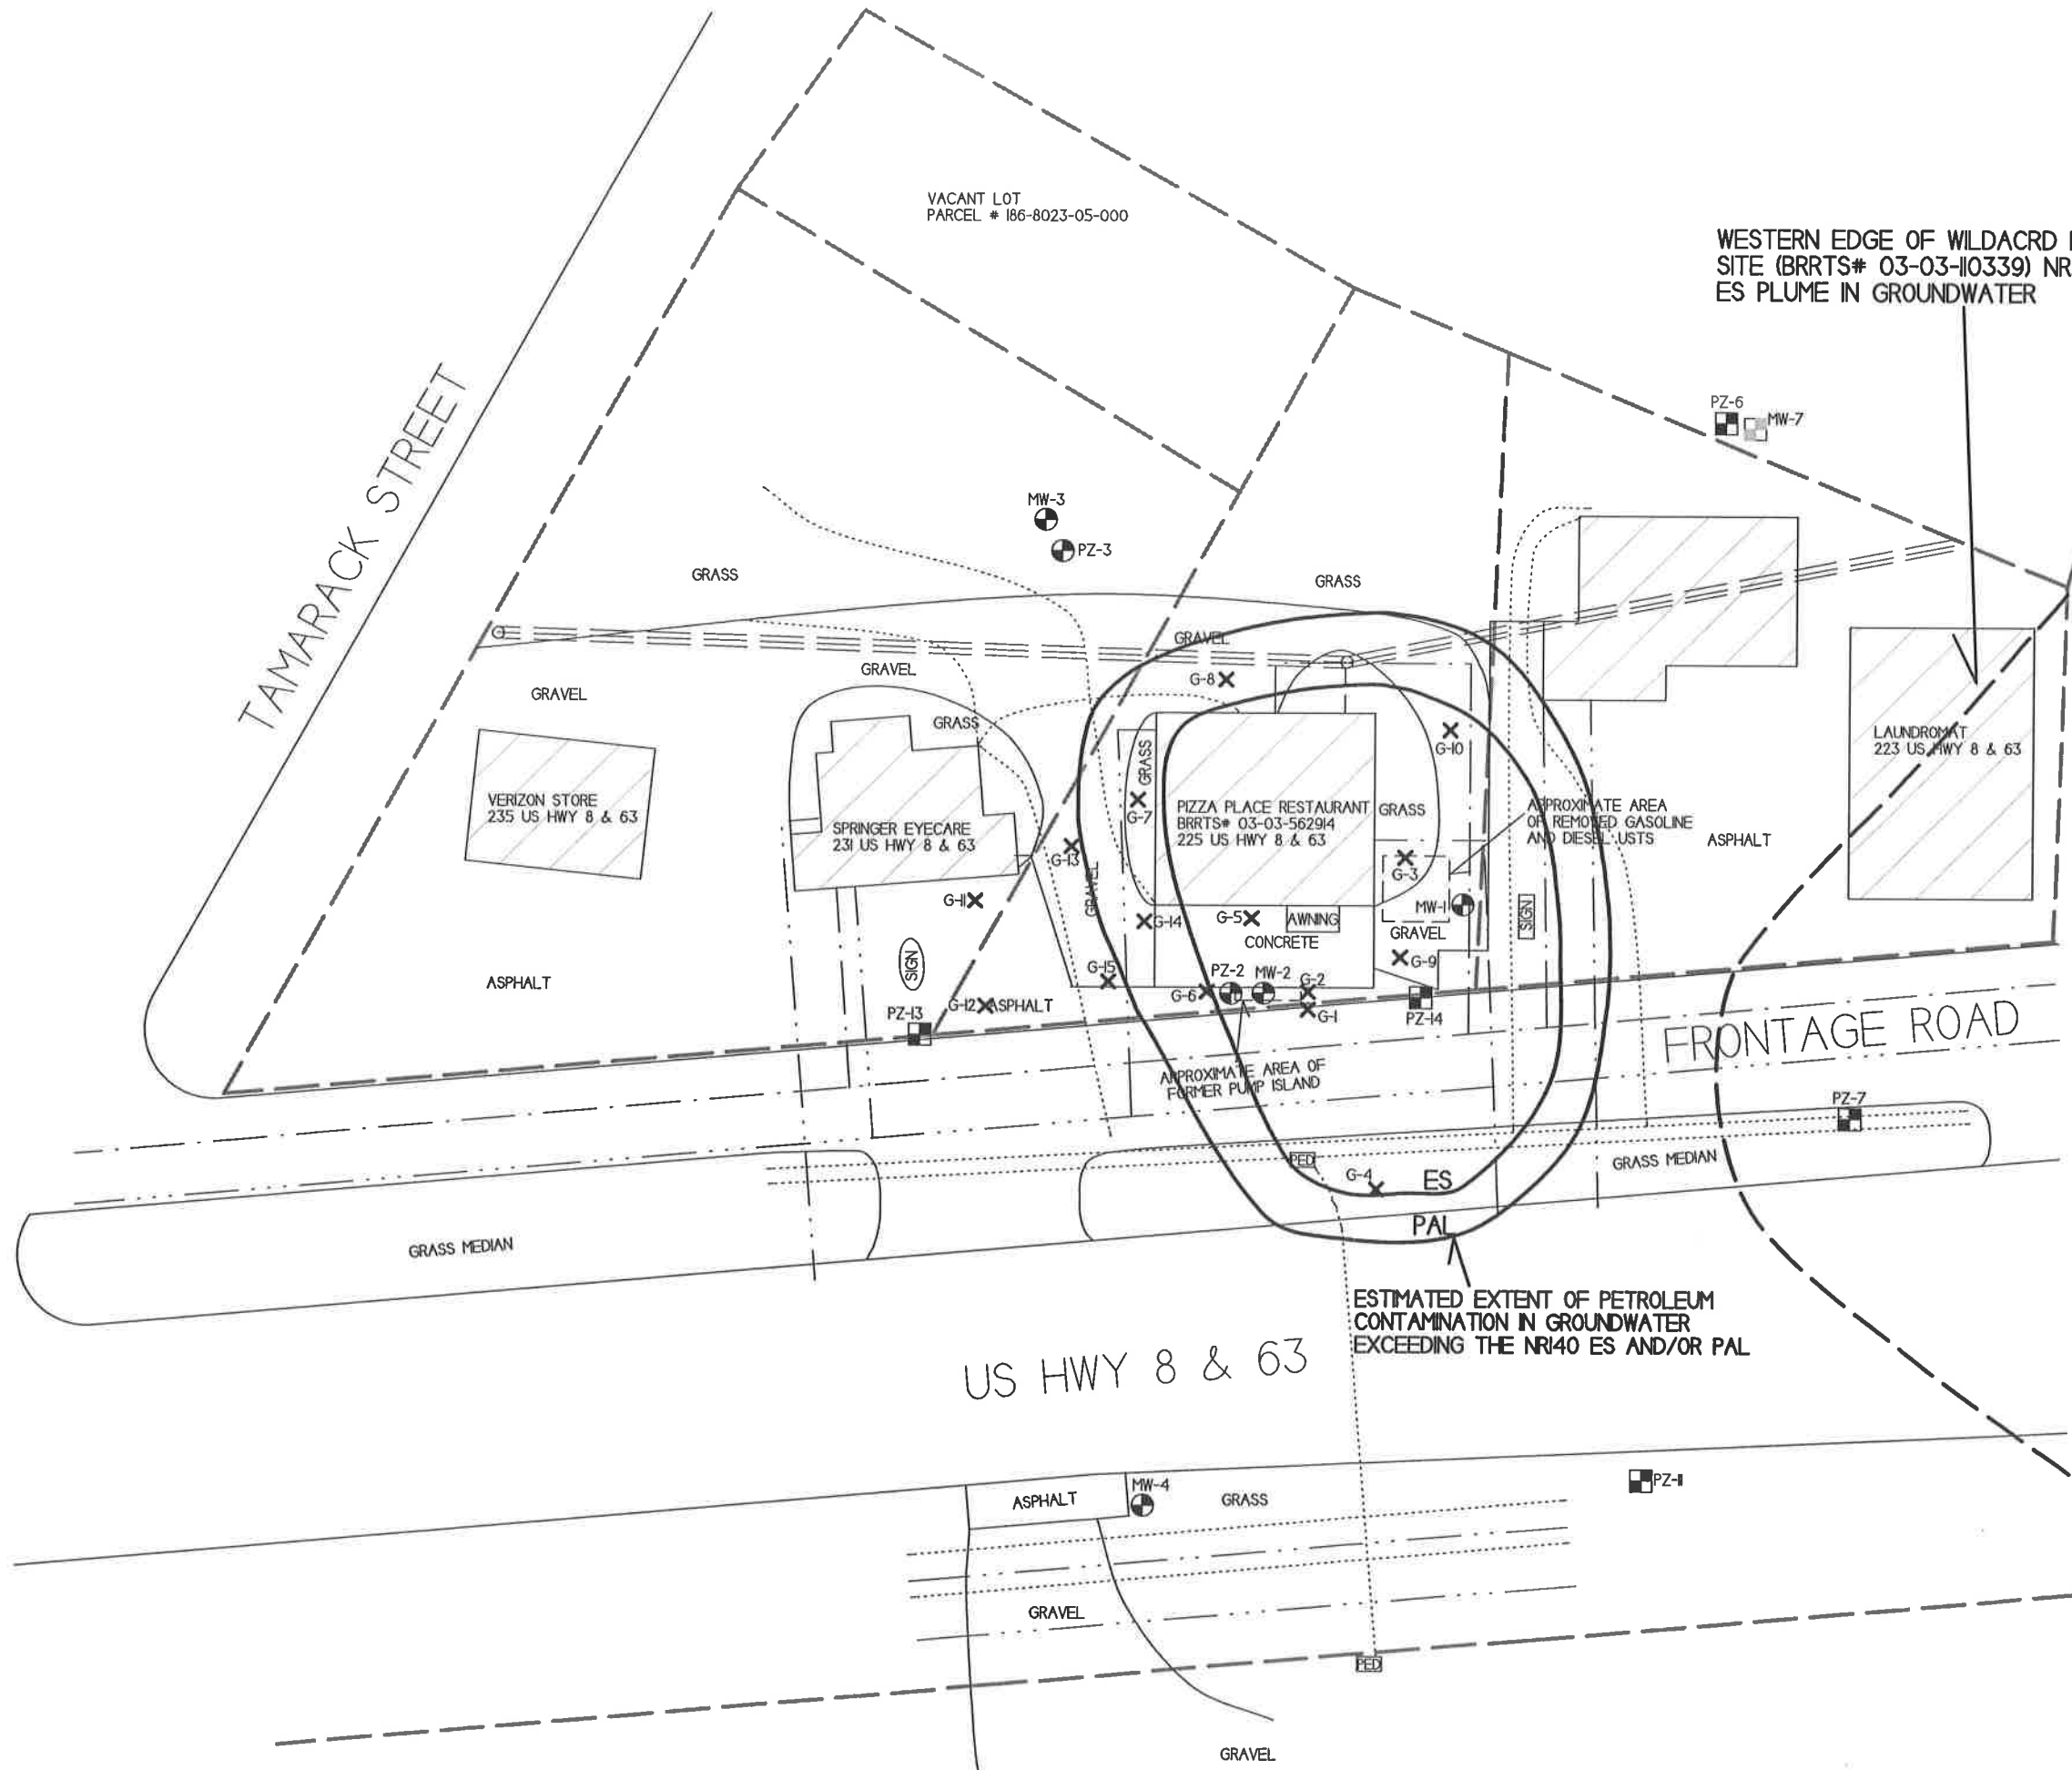 VACANT LOT
PARCEL # 186-8023-05-000
WESTERN EDGE OF WILDACRD
SITE (BRRTS# 03-03-110339) NR
ES PLUME IN GROUNDWATER
TAMARACK STREET
PZ-6
MW-7
MW-3
PZ-3
GRASS
GRASS
GRAVEL
GRAVEL
GRAVEL
G-8
GRASS
GRASS
G-10
LAUNDROMAT
223 US HWY 8 & 63
VERIZON STORE
235 US HWY 8 & 63
SPRINGER EYECARE
231 US HWY 8 & 63
G-7
PIZZA PLACE RESTAURANT
BRRTS# 03-03-562914
225 US HWY 8 & 63
GRASS
APPROXIMATE AREA
OF REMOVED GASOLINE
AND DIESEL USTS
ASPHALT
G-13
G-3
GRAVEL
G-11
G-14
G-5
AWNING
MW-1
SIGN
CONCRETE
GRAVEL
SIGN
G-9
ASPHALT
G-15
PZ-2
MW-2
G-2
G-6
G-12
ASPHALT
PZ-13
G-1
PZ-14
FRONTAGE ROAD
APPROXIMATE AREA OF
FORMER PUMP ISLAND
PZ-7
PED
GRASS MEDIAN
G-4
ES
PAL
GRASS MEDIAN
ESTIMATED EXTENT OF PETROLEUM
CONTAMINATION IN GROUNDWATER
EXCEEDING THE NR140 ES AND/OR PAL
US HWY 8 & 63
PZ-11
MW-4
ASPHALT
GRASS
GRAVEL
PED
GRAVEL